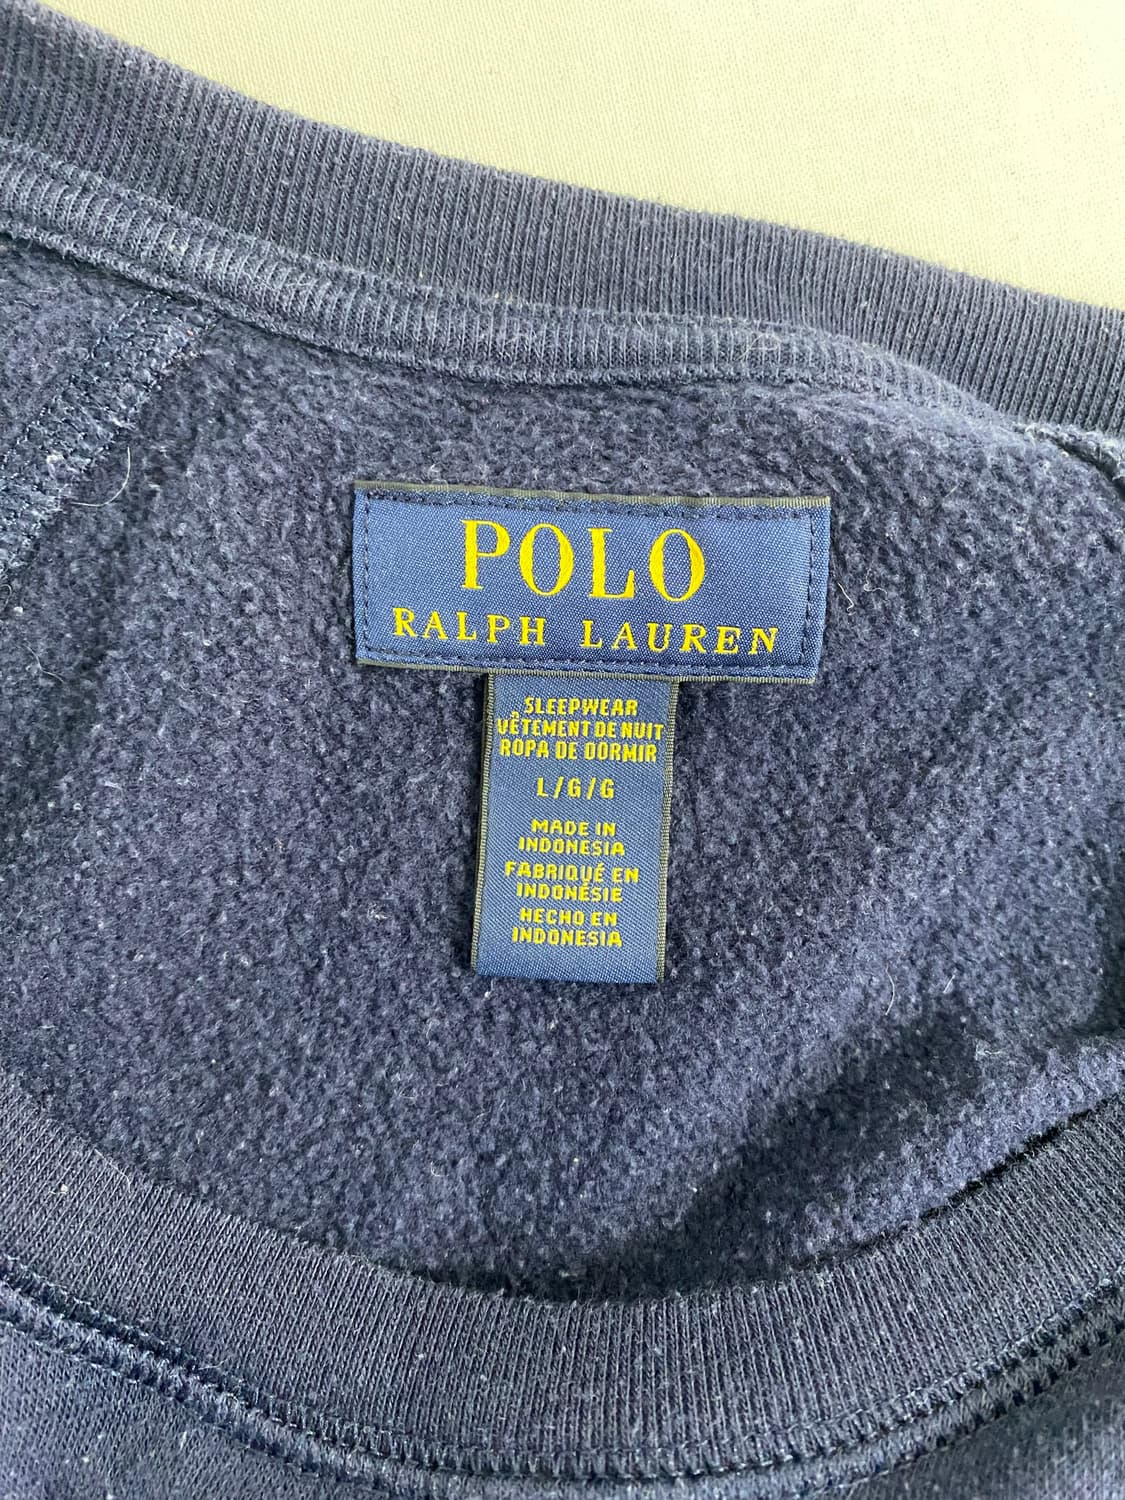 POLO
RALPH LAUREN
SLEEPWEAR
VÊTEMENT DE NUIT
ROPA DE DORMIR
L/G/G
MADE IN
INDONESIA
FABRIQUÉ EN
INDONÉSIE
HECHO EN
INDONESIA